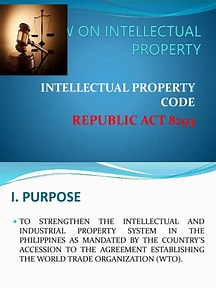 W ON INTELLECTUAL
PROPERTY
INTELLECTUAL PROPERTY
CODE
REPUBLIC ACT 8293
I. PURPOSE
TO STRENGTHEN THE INTELLECTUAL AND
INDUSTRIAL PROPERTY SYSTEM IN THE
PHILIPPINES AS MANDATED BY THE COUNTRY'S
ACCESSION TO THE AGREEMENT ESTABLISHING
THE WORLD TRADE ORGANIZATION (WTO).